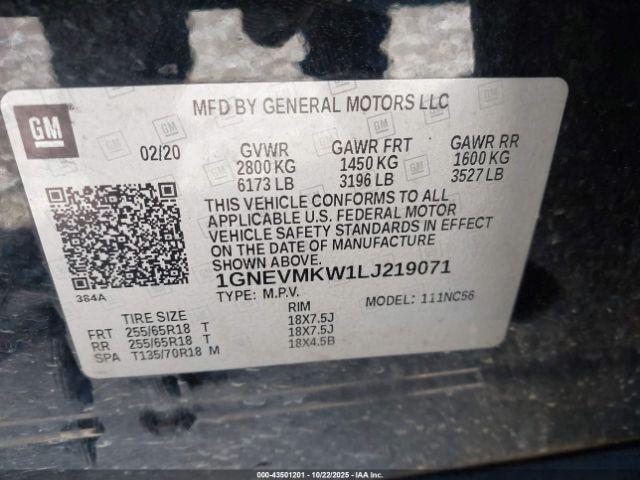 GM
MFD BY GENERAL MOTORS LLC
02/20 GVWR GAWR FRT GAWR RR
2800 KG 1450 KG 1600 KG
6173 LB 3196 LB 3527 LB
THIS VEHICLE CONFORMS TO ALL
APPLICABLE U.S. FEDERAL MOTOR
VEHICLE SAFETY STANDARDS IN EFFECT
ON THE DATE OF MANUFACTURE
SHOWN ABOVE.
1GNEVMKW1LJ219071
TYPE: M.P.V. MODEL: 111NC56
384A
TIRE SIZE RIM
FRT 255/65R18 T 18X7.5J
RR 255/65R18 T 18X7.5J
SPA T135/70R18 M 18X4.5B
000-43501201 - 10/22/2025 - IAAI.COM